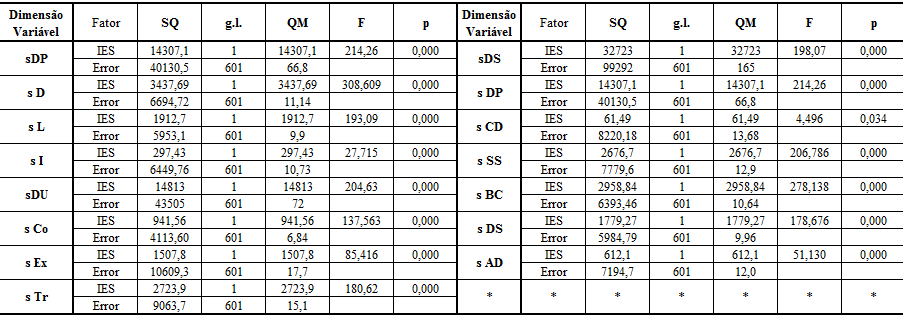 Dimensão Variável Fator SQ g.l. QM F p Dimensão Variável Fator SQ g.l. QM F p
sDP IES 14307,1 1 14307,1 214,26 0,000 sDS IES 32723 1 32723 198,07 0,000
Error 40130,5 601 66,8 Error 99292 601 165
s D IES 3437,69 1 3437,69 308,609 0,000 s DP IES 14307,1 1 14307,1 214,26 0,000
Error 6694,72 601 11,14 Error 40130,5 601 66,8
s L IES 1912,7 1 1912,7 193,09 0,000 s CD IES 61,49 1 61,49 4,496 0,034
Error 5953,1 601 9,9 Error 8220,18 601 13,68
s I IES 297,43 1 297,43 27,715 0,000 s SS IES 2676,7 1 2676,7 206,786 0,000
Error 6449,76 601 10,73 Error 7779,6 601 12,9
sDU IES 14813 1 14813 204,63 0,000 s BC IES 2958,84 1 2958,84 278,138 0,000
Error 43505 601 72 Error 6393,46 601 10,64
s Co IES 941,56 1 941,56 137,563 0,000 s DS IES 1779,27 1 1779,27 178,676 0,000
Error 4113,60 601 6,84 Error 5984,79 601 9,96
s Ex IES 1507,8 1 1507,8 85,416 0,000 s AD IES 612,1 1 612,1 51,130 0,000
Error 10609,3 601 17,7 Error 7194,7 601 12,0
s Tr IES 2723,9 1 2723,9 180,62 0,000 * * * * * * *
Error 9063,7 601 15,1